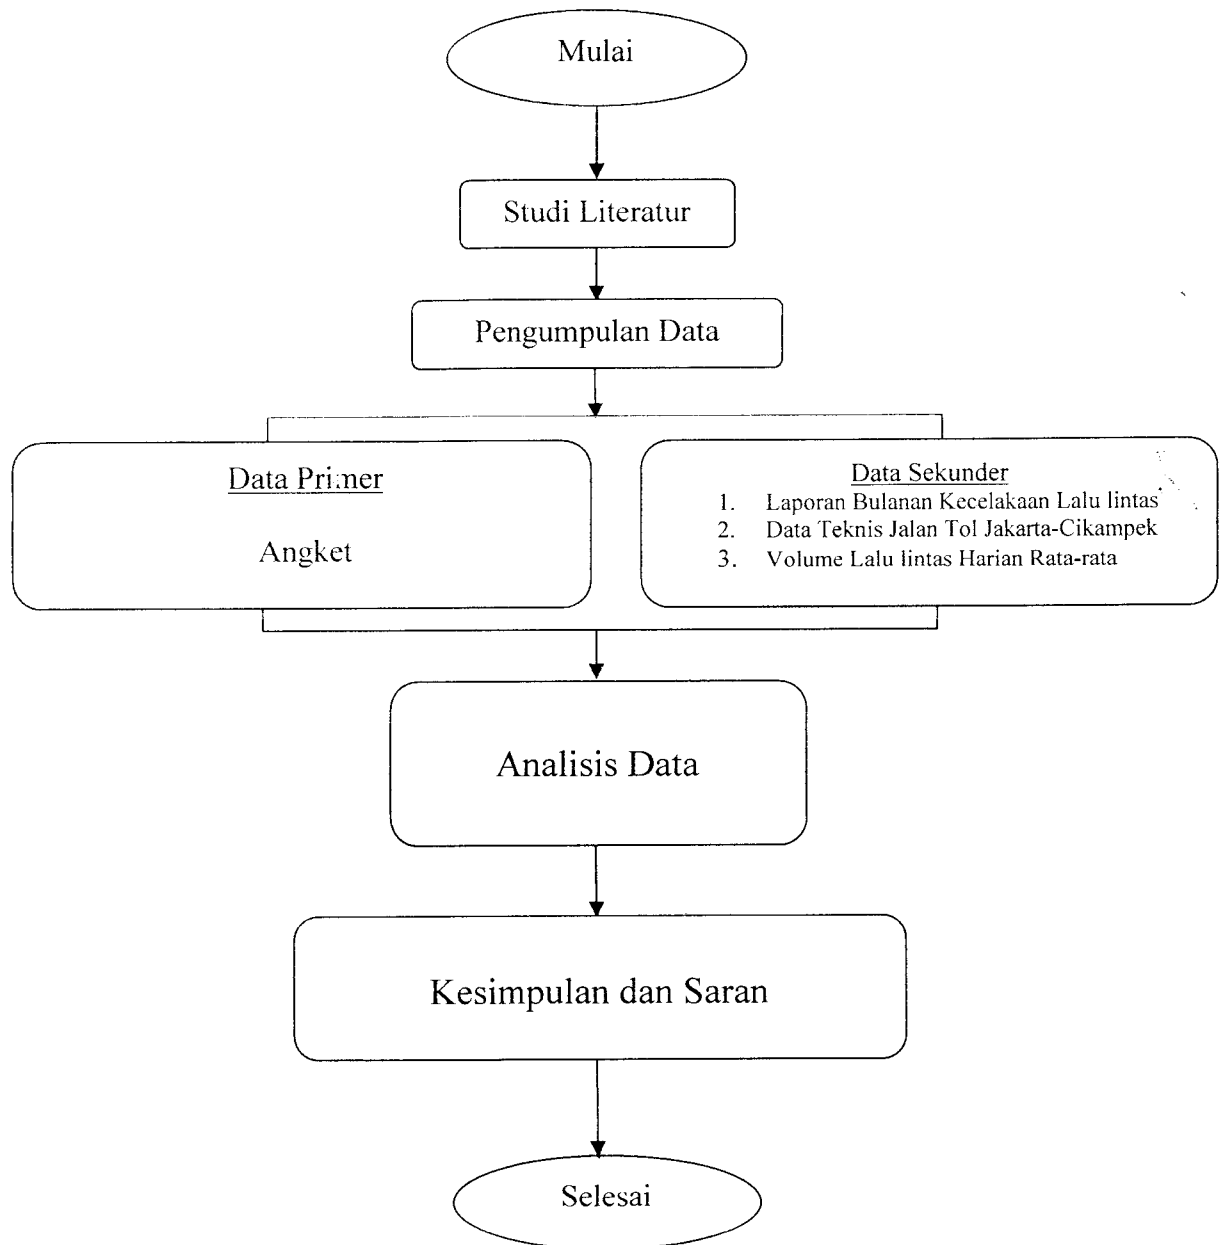 Mulai
Studi Literatur
Pengumpulan Data
Data Primer
Angket
Data Sekunder
1. Laporan Bulanan Kecelakaan Lalu lintas
2. Data Teknis Jalan Tol Jakarta-Cikampek
3. Volume Lalu lintas Harian Rata-rata
Analisis Data
Kesimpulan dan Saran
Selesai